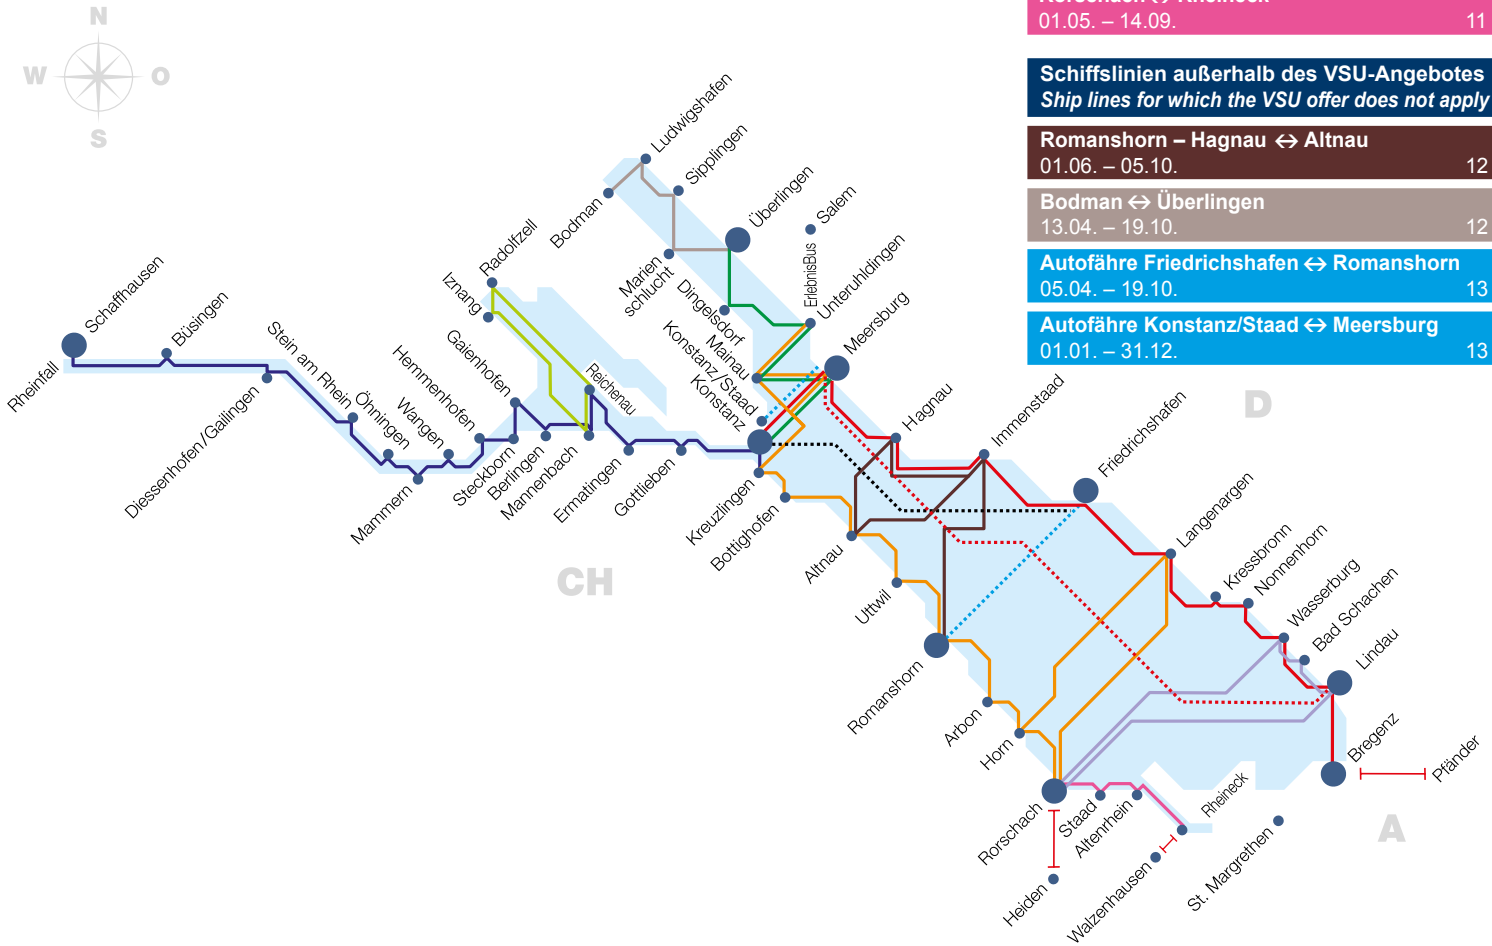 N
W
O
S
Rorschach ↔ Rheineck
01.05. – 14.09. 11
Schiffslinien außerhalb des VSU-Angebotes
Ship lines for which the VSU offer does not apply
Romanshorn – Hagnau ↔ Altnau
01.06. – 05.10. 12
Bodman ↔ Überlingen
13.04. – 19.10. 12
Autofähre Friedrichshafen ↔ Romanshorn
05.04. – 19.10. 13
Autofähre Konstanz/Staad ↔ Meersburg
01.01. – 31.12. 13
Rheinfall
Schaffhausen
Büsingen
Diessenhofen/Gailingen
Stein am Rhein
Öhningen
Mammern
Wangen
Hemmenhofen
Steckborn
Gaienhofen
Berlingen
Mannenbach
Iznang
Radolfzell
Reichenau
Ermatingen
Gottlieben
Bodman
Ludwigshafen
Sipplingen
Marien
schlucht
Überlingen
Dingelsdorf
Salem
ErlebnisBus
Unteruhldingen
Mainau
Konstanz/Staad
Konstanz
Meersburg
Kreuzlingen
Bottighofen
Hagnau
Altnau
Immenstaad
Uttwil
Friedrichshafen
Romanshorn
Langenargen
Arbon
Horn
Kressbronn
Nonnenhorn
Wasserburg
Bad Schachen
Lindau
Bregenz
Pfänder
Rorschach
Staad
Altenrhein
Rheineck
Heiden
Walzenhausen
St. Margrethen
D
CH
A